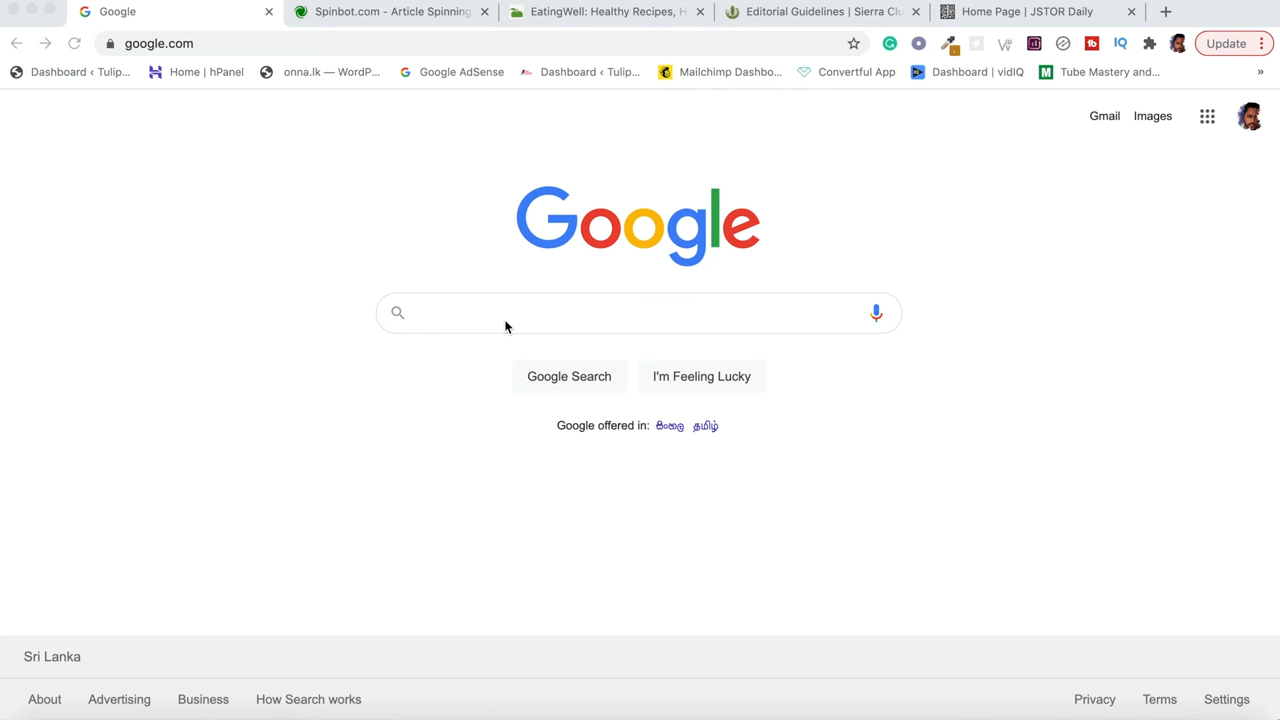 Google
Spinbot.com - Article Spinning,
EatingWell: Healthy Recipes, H
Editorial Guidelines | Sierra Clu
Home Page | JSTOR Daily
google.com
Update
Dashboard ‹ Tulip...
Home | hPanel
onna.lk — WordP...
Google AdSense
Dashboard ‹ Tulip...
Mailchimp Dashbo...
Convertful App
Dashboard | vidIQ
Tube Mastery and...
»
Gmail
Images
Google
Google Search
I'm Feeling Lucky
Google offered in: සිංහල தமிழ்
Sri Lanka
About
Advertising
Business
How Search works
Privacy
Terms
Settings